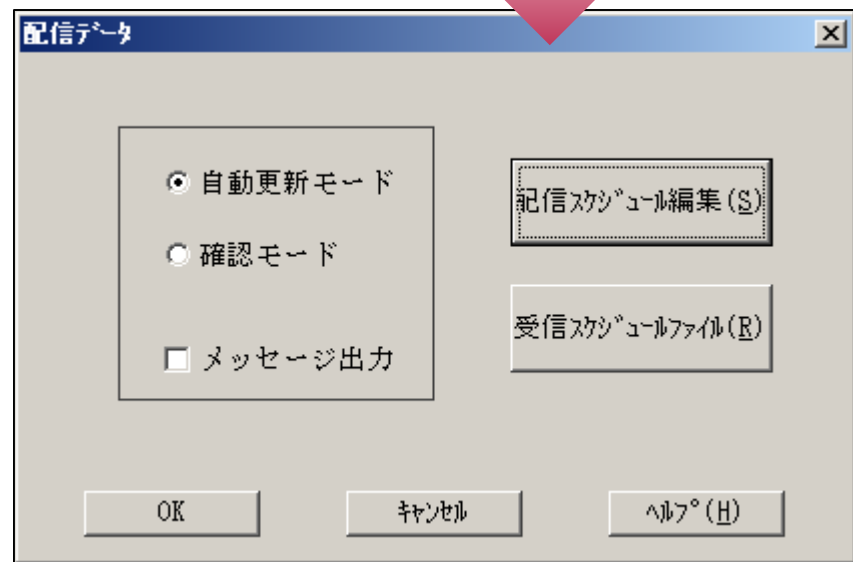 配信ﾃﾞｰﾀ
自動更新モード
確認モード
メッセージ出力
配信ｽｹｼﾞｭｰﾙ編集(S)
受信ｽｹｼﾞｭｰﾙﾌｧｲﾙ(R)
OK
ｷｬﾝｾﾙ
ﾍﾙﾌﾟ(H)